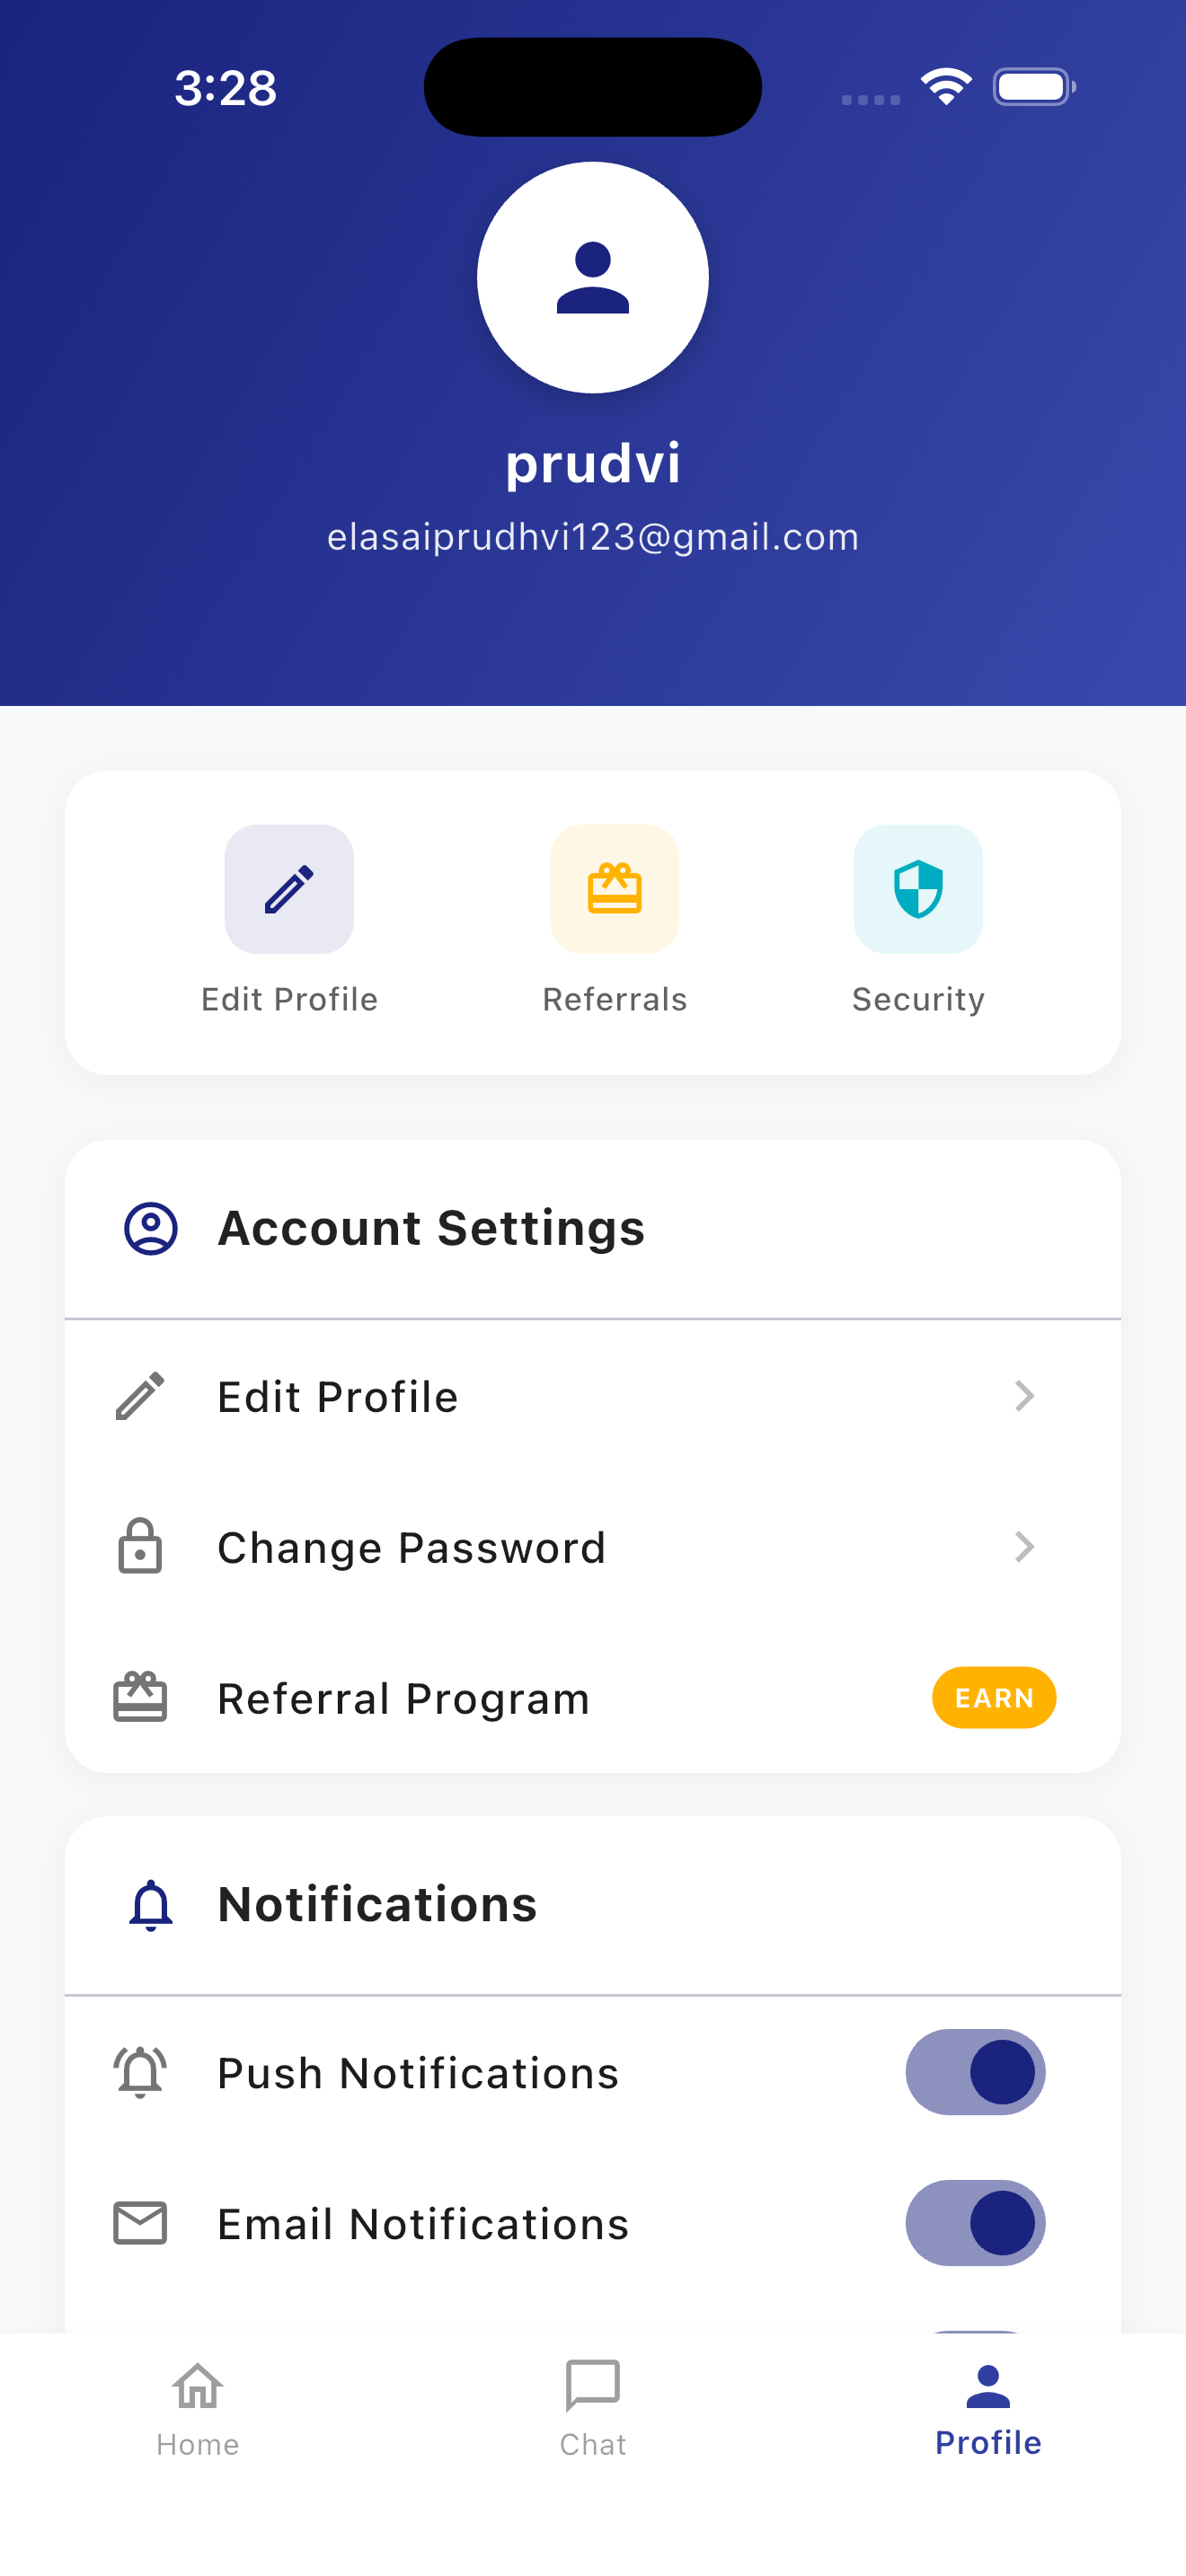 3:28
prudvi
elasaiprudhvi123@gmail.com
Edit Profile
Referrals
Security
Account Settings
Edit Profile
Change Password
Referral Program
EARN
Notifications
Push Notifications
Email Notifications
Home
Chat
Profile